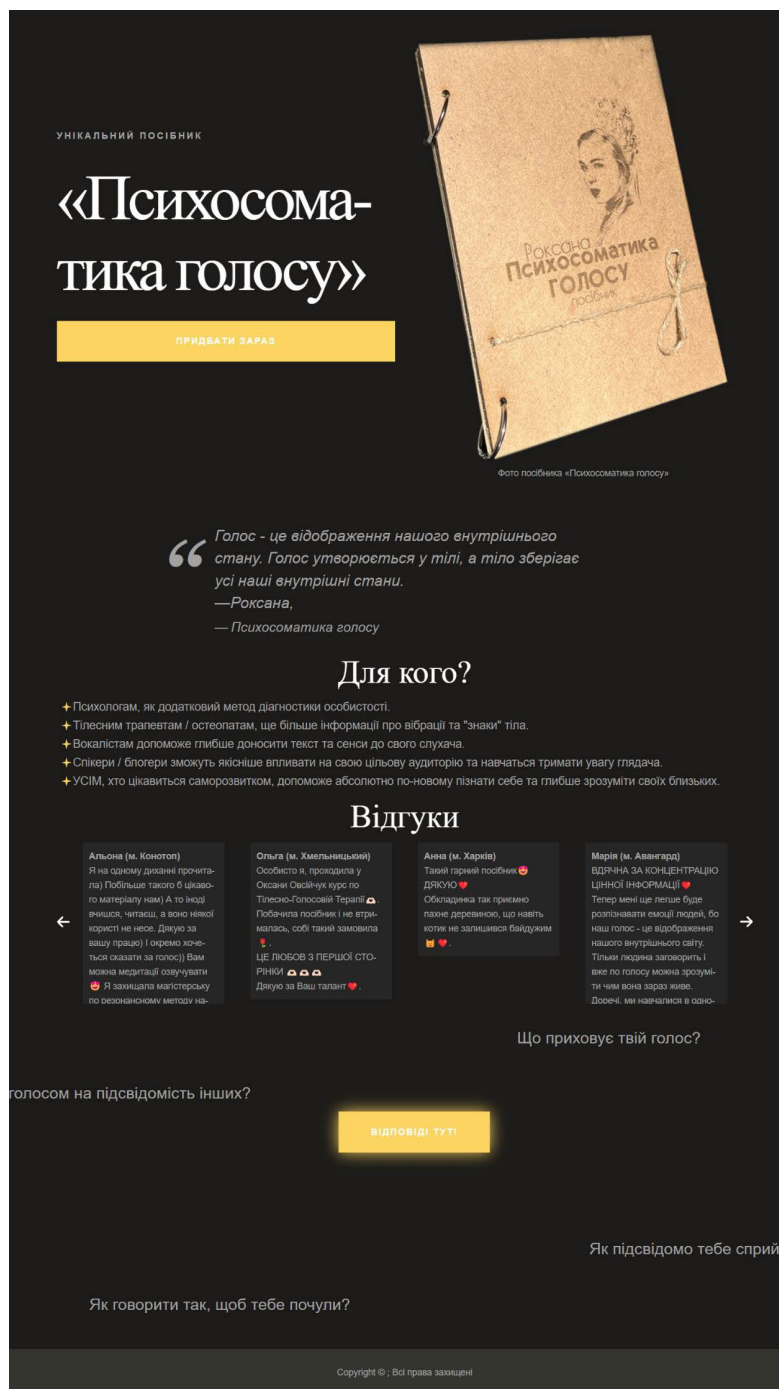 УНІКАЛЬНИЙ ПОСІБНИК
«Психосома-
тика голосу»
ПРИДБАТИ ЗАРАЗ
Роксана
Психосоматика
ГОЛОСУ
посібник
Фото посібника «Психосоматика голосу»
“ Голос - це відображення нашого внутрішнього
стану. Голос утворюється у тілі, а тіло зберігає
усі наші внутрішні стани.
—Роксана,
— Психосоматика голосу
Для кого?
Психологам, як додатковий метод діагностики особистості.
Тілесним трапевтам / остеопатам, ще більше інформації про вібрації та "знаки" тіла.
Вокалістам допоможе глибше доносити текст та сенси до свого слухача.
Спікери / блогери зможуть якісніше впливати на свою цільову аудиторію та навчаться тримати увагу глядача.
УСІМ, хто цікавиться саморозвитком, допоможе абсолютно по-новому пізнати себе та глибше зрозуміти своїх близьких.
Відгуки
Альона (м. Конотоп)
Я на одному диханні прочита-
ла) Побільше такого б цікаво-
го матеріалу нам) А то іноді
вчишся, читаєш, а воно ніякої
користі не несе. Дякую за
вашу працю) І окремо хоче-
ться сказати за голос)) Вам
можна медитації озвучувати
😍 Я захищала магістерську
по резонансному методу на-
Ольга (м. Хмельницький)
Особисто я, проходила у
Оксани Овсійчук курс по
Тілесно-Голосовій Терапії🫶🏻.
Побачила посібник і не втри-
малась, собі такий замовила
🌹.
ЦЕ ЛЮБОВ З ПЕРШОЇ СТО-
РІНКИ 🫶🏻 🫶🏻 🫶🏻
Дякую за Ваш талант❤️.
Анна (м. Харків)
Такий гарний посібник😍
ДЯКУЮ❤️
Обкладинка так приємно
пахне деревиною, що навіть
котик не залишився байдужим
😸❤️.
Марія (м. Авангард)
ВДЯЧНА ЗА КОНЦЕНТРАЦІЮ
ЦІННОЇ ІНФОРМАЦІЇ❤️
Тепер мені ще легше буде
розпізнавати емоції людей, бо
наш голос - це відображення
нашого внутрішнього світу.
Тільки людина заговорить і
вже по голосу можна зрозумі-
ти чим вона зараз живе.
Доречі, ми навчалися в одно-
Що приховує твій голос?
голосом на підсвідомість інших?
ВІДПОВІДІ ТУТ!
Як підсвідомо тебе сприй
Як говорити так, щоб тебе почули?
Copyright © ; Всі права захищені